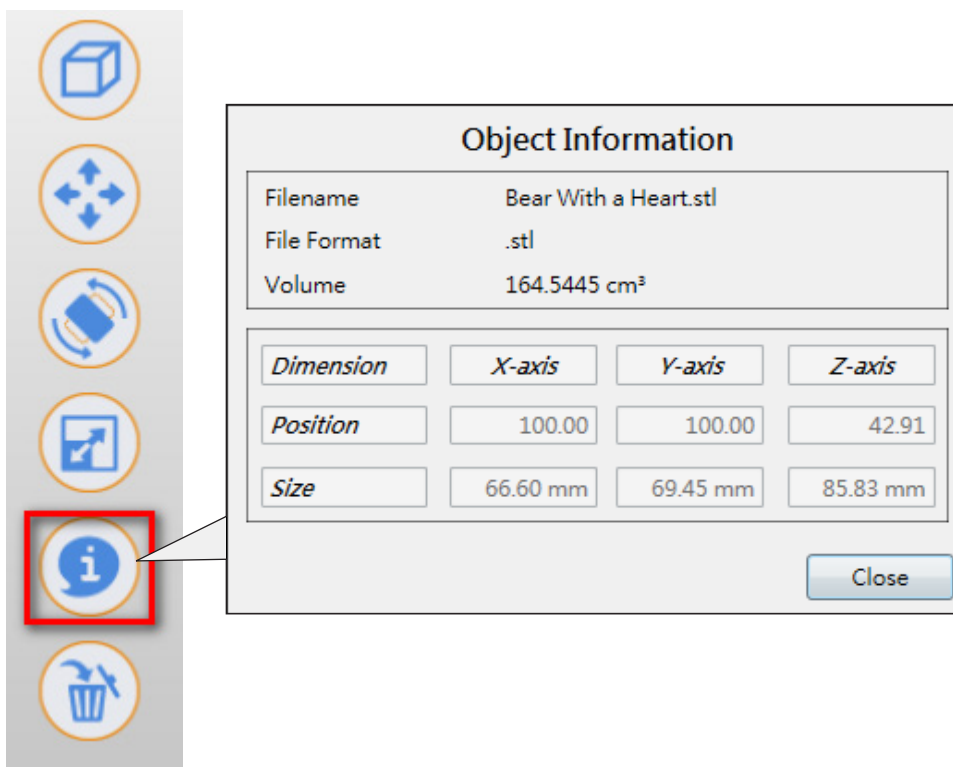 Object Information
Filename Bear With a Heart.stl
File Format .stl
Volume 164.5445 cm³
Dimension X-axis Y-axis Z-axis
Position 100.00 100.00 42.91
Size 66.60 mm 69.45 mm 85.83 mm
i
Close